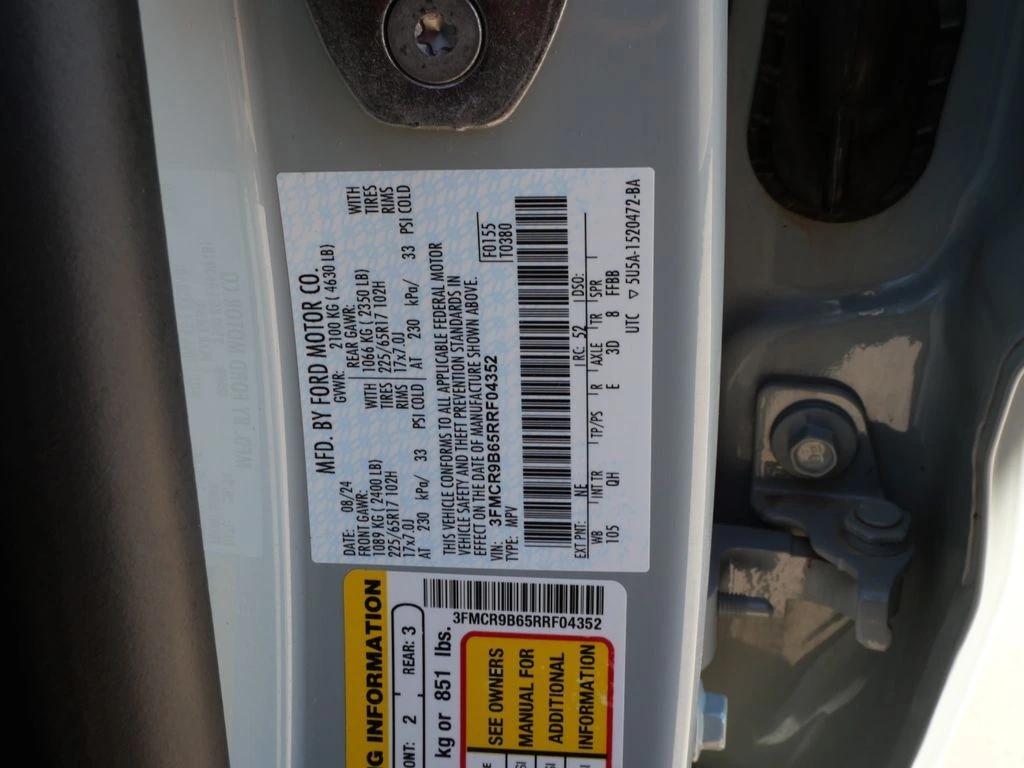 MFD. BY FORD MOTOR CO.
DATE: 08/24 GVWR: 2100 KG ( 4630 LB)
FRONT GAWR: REAR GAWR:
1089 KG ( 2400 LB) WITH 1066 KG ( 2350 LB) WITH
225/65R17 102H TIRES 225/65R17 102H TIRES
17x7.0J RIMS 17x7.0J RIMS
AT 230 kPa/ 33 PSI COLD AT 230 kPa/ 33 PSI COLD
THIS VEHICLE CONFORMS TO ALL APPLICABLE FEDERAL MOTOR
VEHICLE SAFETY AND THEFT PREVENTION STANDARDS IN
EFFECT ON THE DATE OF MANUFACTURE SHOWN ABOVE.
VIN: 3FMCR9B65RRF04352
TYPE: MPV
F0155
T0380
EXT PNT: NE RC: 52 DSO:
WB INT TR TP/PS R AXLE TR SPR
105 QH E 3D 8 FFBB
UTC ▽ 5U5A-1520472-BA
3FMCR9B65RRF04352
G INFORMATION
ONT: 2 REAR: 3
kg or 851 lbs.
SEE OWNERS
MANUAL FOR
ADDITIONAL
INFORMATION